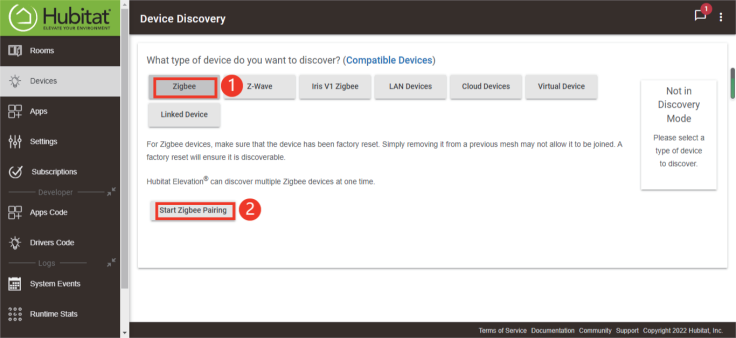 Hubitat®
ELEVATE YOUR ENVIRONMENT
Device Discovery
1
Rooms
Devices
Apps
Settings
Subscriptions
Developer
Apps Code
Drivers Code
Logs
System Events
Runtime Stats
What type of device do you want to discover? (Compatible Devices)
Zigbee
1
Z-Wave
Iris V1 Zigbee
LAN Devices
Cloud Devices
Virtual Device
Linked Device
For Zigbee devices, make sure that the device has been factory reset. Simply removing it from a previous mesh may not allow it to be joined. A
factory reset will ensure it is discoverable.
Hubitat Elevation® can discover multiple Zigbee devices at one time.
Start Zigbee Pairing
2
Not in
Discovery
Mode
Please select a
type of device
to discover.
Terms of Service Documentation Community Support Copyright 2022 Hubitat, Inc.